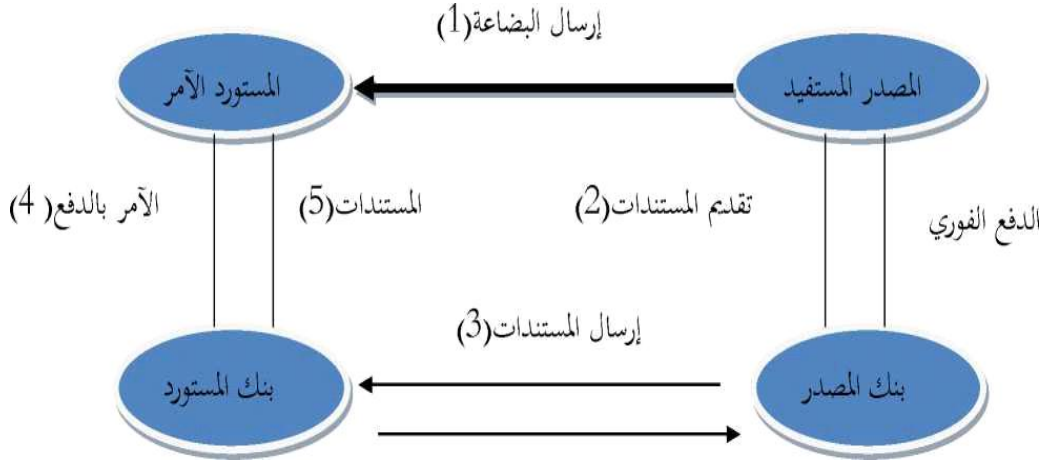 إرسال البضاعة(1)
المصدر المستفيد
المستورد الآمر
الدفع الفوري
تقديم المستندات(2)
المستندات(5)
الآمر بالدفع( 4)
إرسال المستندات(3)
بنك المصدر
بنك المستورد